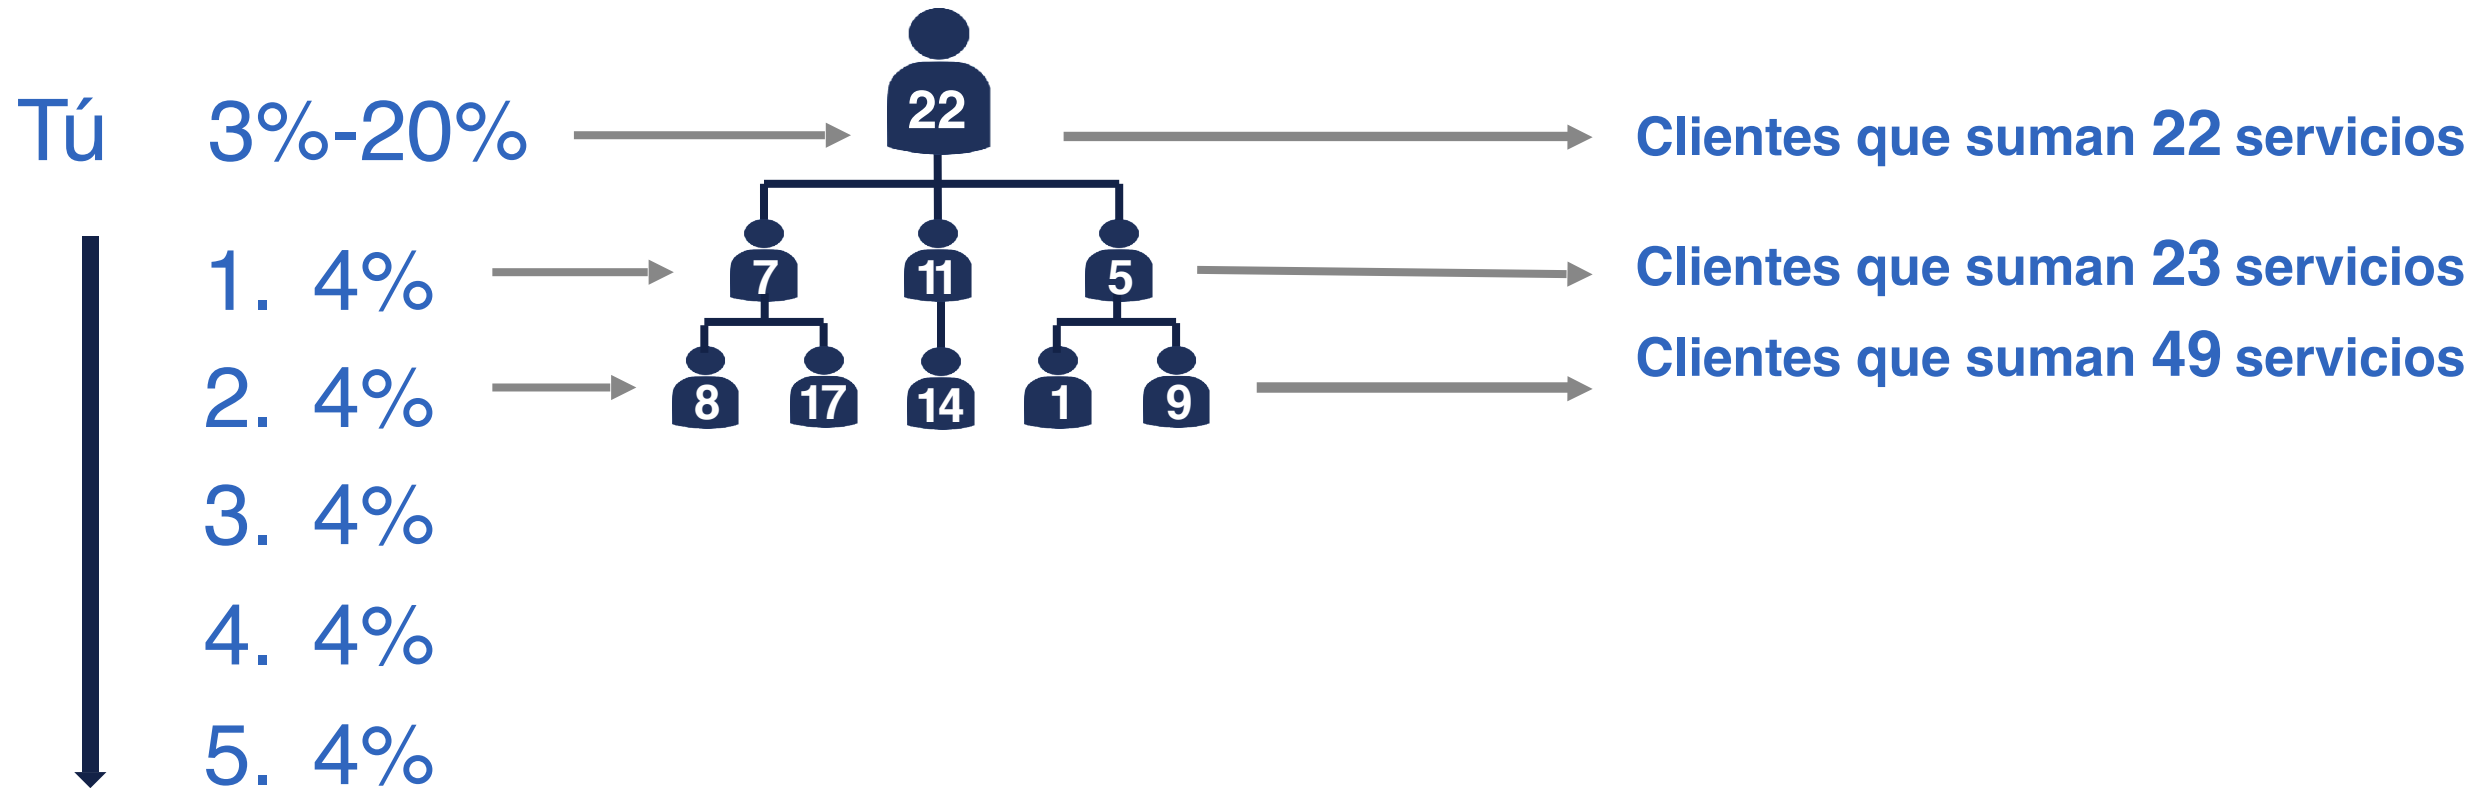 Tú 3%-20% 22 Clientes que suman 22 servicios
1. 4% 7 11 5 Clientes que suman 23 servicios
2. 4% 8 17 14 1 9 Clientes que suman 49 servicios
3. 4%
4. 4%
5. 4%